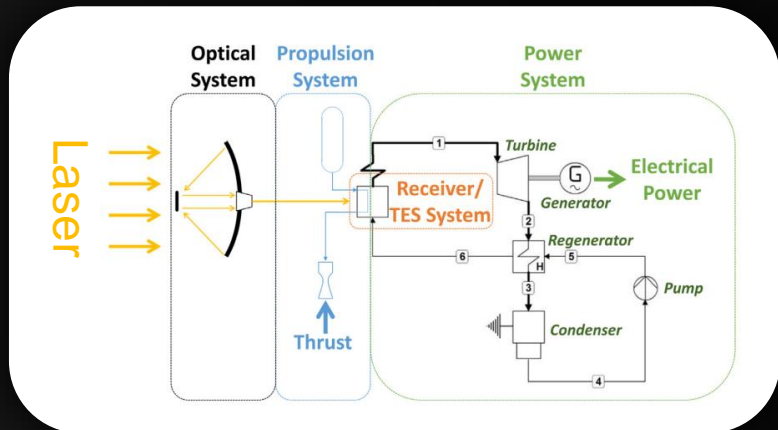 Optical
System
Propulsion
System
Power
System
Laser
1
Turbine
G
Generator
Electrical
Power
Receiver/
TES System
2
Regenerator
H
6
5
3
Pump
Condenser
Thrust
4